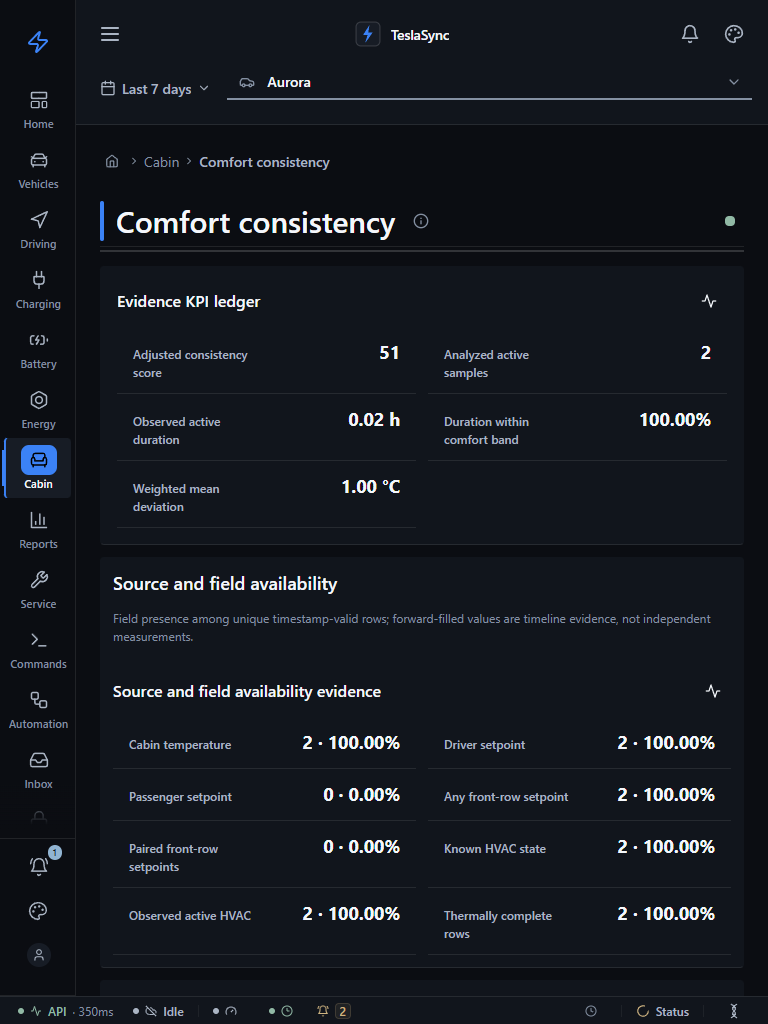 TeslaSync
Last 7 days
Aurora
Home
Vehicles
Driving
Charging
Battery
Energy
Cabin
Reports
Service
Commands
Automation
Inbox
1
Cabin
Comfort consistency
Comfort consistency
Evidence KPI ledger
Adjusted consistency
score
51
Analyzed active
samples
2
Observed active
duration
0.02 h
Duration within
comfort band
100.00%
Weighted mean
deviation
1.00 °C
Source and field availability
Field presence among unique timestamp-valid rows; forward-filled values are timeline evidence, not independent
measurements.
Source and field availability evidence
Cabin temperature
2 · 100.00%
Driver setpoint
2 · 100.00%
Passenger setpoint
0 · 0.00%
Any front-row setpoint
2 · 100.00%
Paired front-row
setpoints
0 · 0.00%
Known HVAC state
2 · 100.00%
Observed active HVAC
2 · 100.00%
Thermally complete
rows
2 · 100.00%
API · 350ms
Idle
2
Status